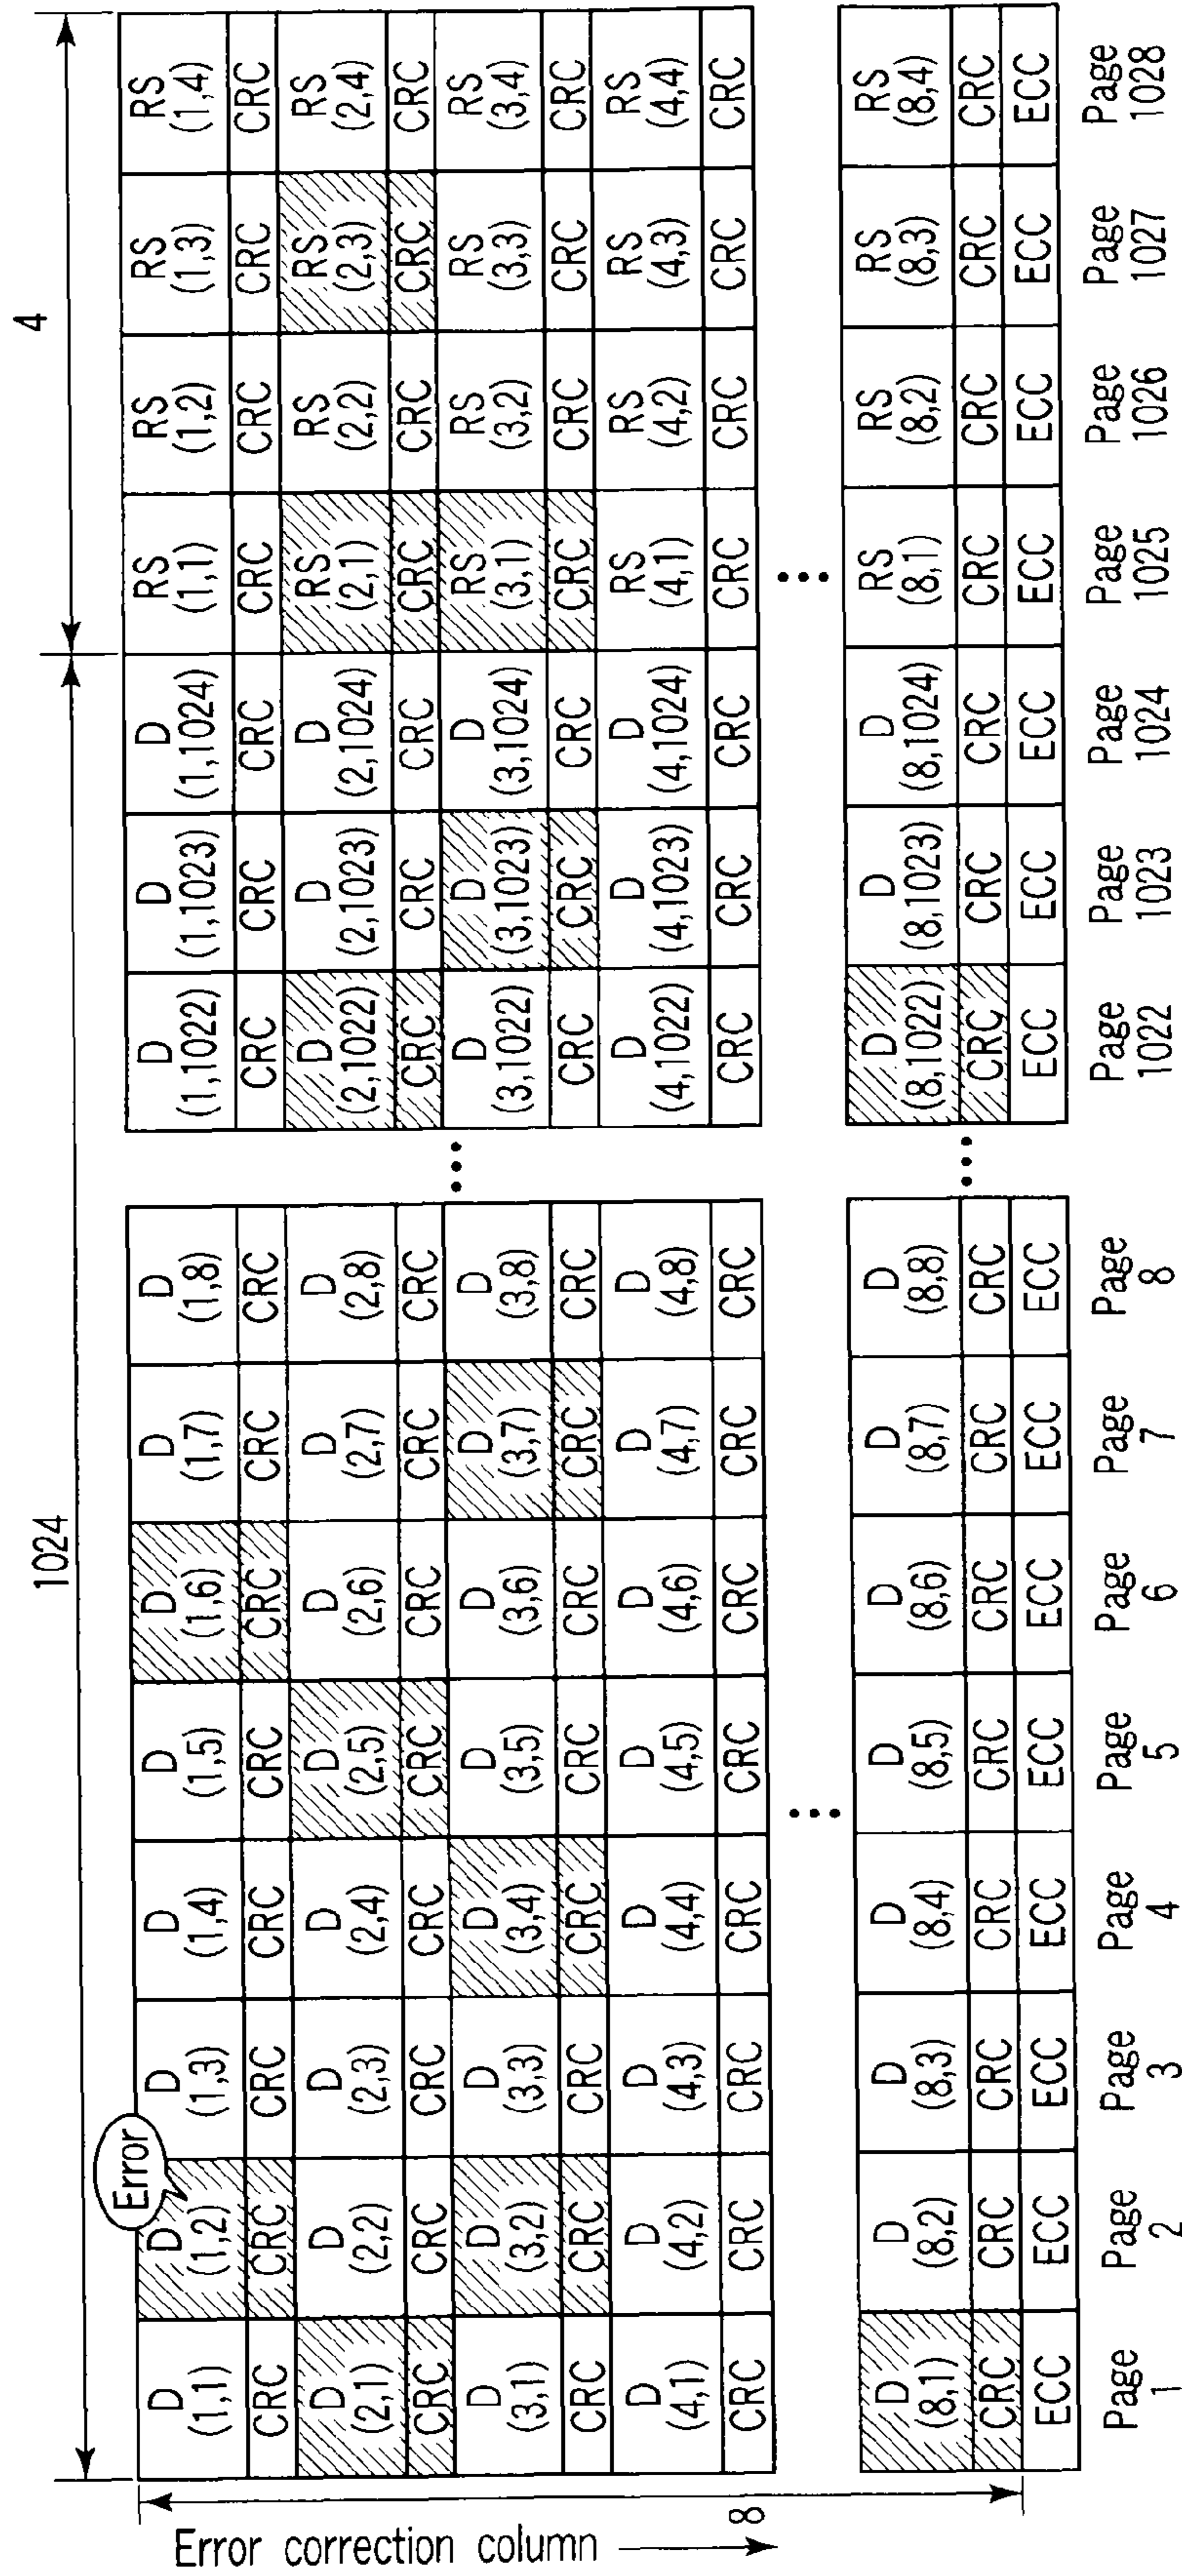 1024 4
Error
D D D D D D D D D D D RS RS RS RS
(1,1) (1,2) (1,3) (1,4) (1,5) (1,6) (1,7) (1,8) (1,1022) (1,1023) (1,1024) (1,1) (1,2) (1,3) (1,4)
CRC CRC CRC CRC CRC CRC CRC CRC CRC CRC CRC CRC CRC CRC CRC
D D D D D D D D D D D RS RS RS RS
(2,1) (2,2) (2,3) (2,4) (2,5) (2,6) (2,7) (2,8) (2,1022) (2,1023) (2,1024) (2,1) (2,2) (2,3) (2,4)
CRC CRC CRC CRC CRC CRC CRC CRC CRC CRC CRC CRC CRC CRC CRC
D D D D D D D D D D D RS RS RS RS
(3,1) (3,2) (3,3) (3,4) (3,5) (3,6) (3,7) (3,8) (3,1022) (3,1023) (3,1024) (3,1) (3,2) (3,3) (3,4)
CRC CRC CRC CRC CRC CRC CRC CRC CRC CRC CRC CRC CRC CRC CRC
D D D D D D D D D D D RS RS RS RS
(4,1) (4,2) (4,3) (4,4) (4,5) (4,6) (4,7) (4,8) (4,1022) (4,1023) (4,1024) (4,1) (4,2) (4,3) (4,4)
CRC CRC CRC CRC CRC CRC CRC CRC CRC CRC CRC CRC CRC CRC CRC
D D D D D D D D D D D RS RS RS RS
(8,1) (8,2) (8,3) (8,4) (8,5) (8,6) (8,7) (8,8) (8,1022) (8,1023) (8,1024) (8,1) (8,2) (8,3) (8,4)
CRC CRC CRC CRC CRC CRC CRC CRC CRC CRC CRC CRC CRC CRC CRC
ECC ECC ECC ECC ECC ECC ECC ECC ECC ECC ECC ECC ECC ECC ECC
Page Page Page Page Page Page Page Page Page Page Page Page Page Page Page
1 2 3 4 5 6 7 8 1022 1023 1024 1025 1026 1027 1028
8
Error correction column